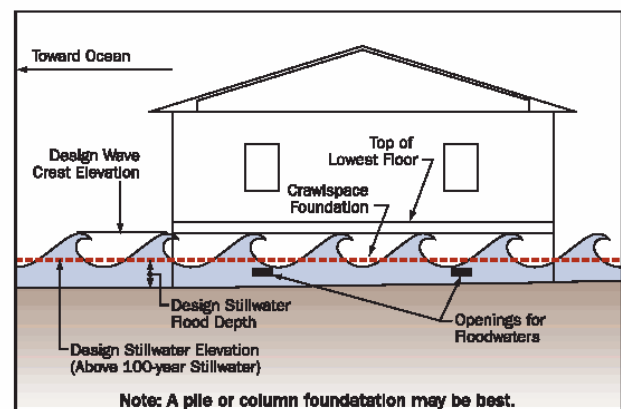 Toward Ocean
Design Wave
Crest Elevation
Top of
Lowest Floor
Crawlspace
Foundation
Design Stillwater
Flood Depth
Openings for
Floodwaters
Design Stillwater Elevation
(Above 100-year Stillwater)
Note: A pile or column foundatation may be best.